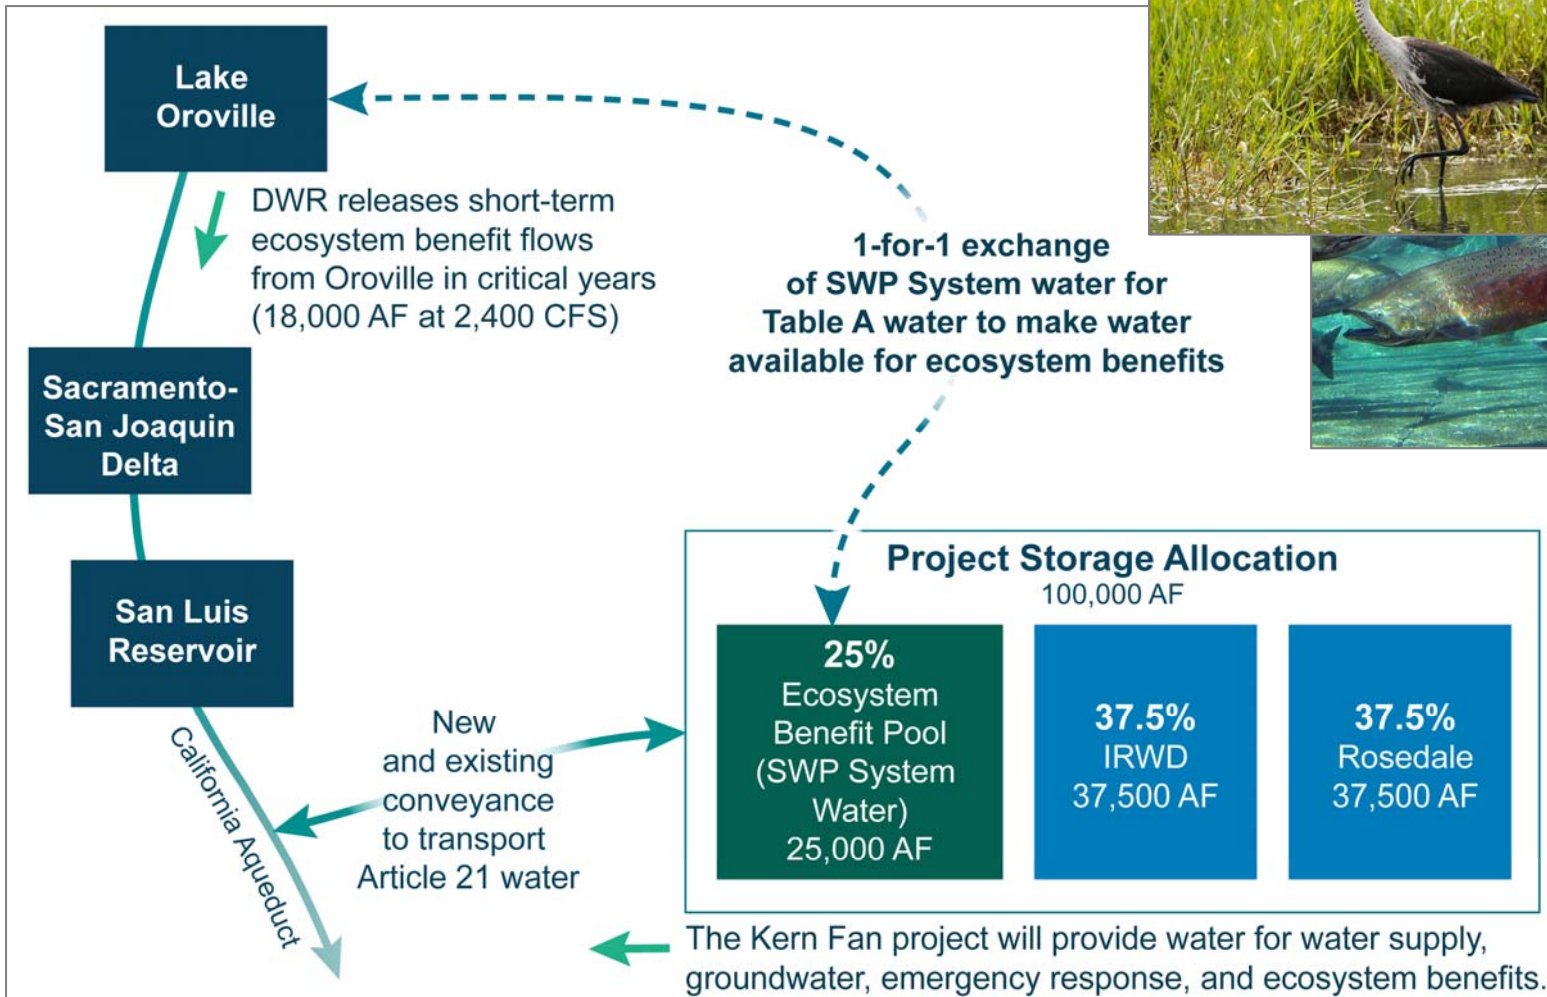 Lake
Oroville
DWR releases short-term
ecosystem benefit flows
from Oroville in critical years
(18,000 AF at 2,400 CFS)
1-for-1 exchange
of SWP System water for
Table A water to make water
available for ecosystem benefits
Sacramento-
San Joaquin
Delta
San Luis
Reservoir
California Aqueduct
New
and existing
conveyance
to transport
Article 21 water
Project Storage Allocation
100,000 AF
25%
Ecosystem
Benefit Pool
(SWP System
Water)
25,000 AF
37.5%
IRWD
37,500 AF
37.5%
Rosedale
37,500 AF
The Kern Fan project will provide water for water supply,
groundwater, emergency response, and ecosystem benefits.